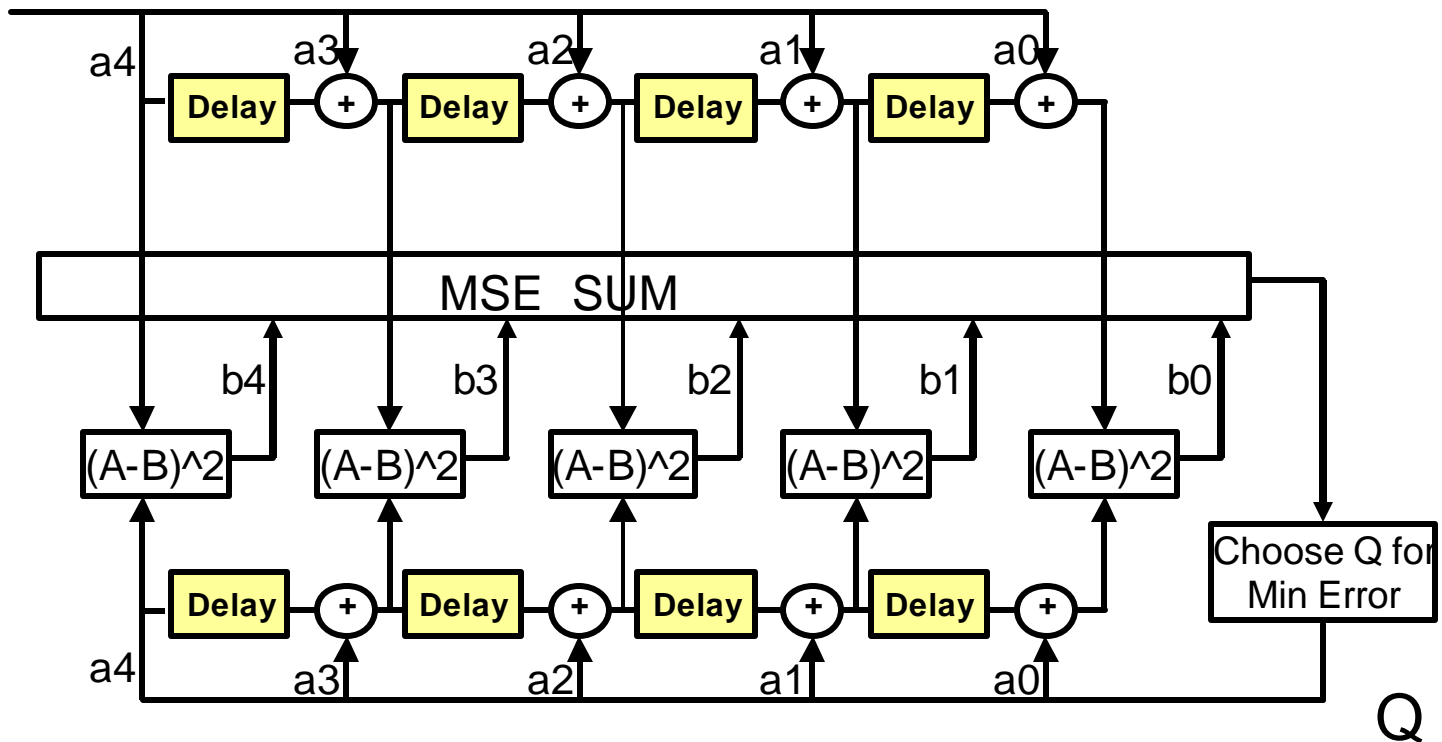 a4 a3 a2 a1 a0
Delay + Delay + Delay + Delay +
MSE SUM
b4 b3 b2 b1 b0
(A-B)^2 (A-B)^2 (A-B)^2 (A-B)^2 (A-B)^2
Choose Q for
Min Error
Delay + Delay + Delay + Delay +
a4 a3 a2 a1 a0
Q